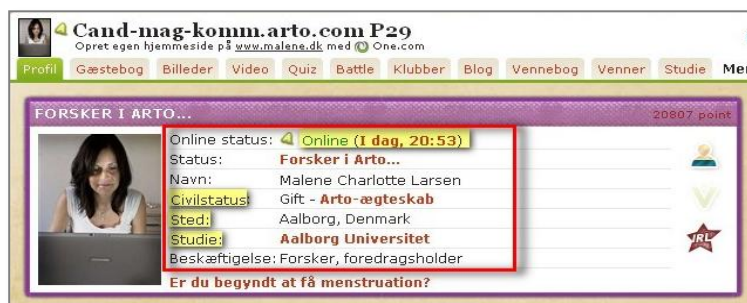 Cand-mag-komm.arto.com P29
Opret egen hjemmeside på www.malene.dk med One.com
Profil Gæstebog Billeder Video Quiz Battle Klubber Blog Vennebog Venner Studie Mer
FORSKER I ARTO... 20807 point
Online status: Online (I dag, 20:53)
Status: Forsker i Arto...
Navn: Malene Charlotte Larsen
Civilstatus: Gift - Arto-ægteskab
Sted: Aalborg, Denmark
Studie: Aalborg Universitet
IRL
Beskæftigelse: Forsker, foredragsholder
Er du begyndt at få menstruation?